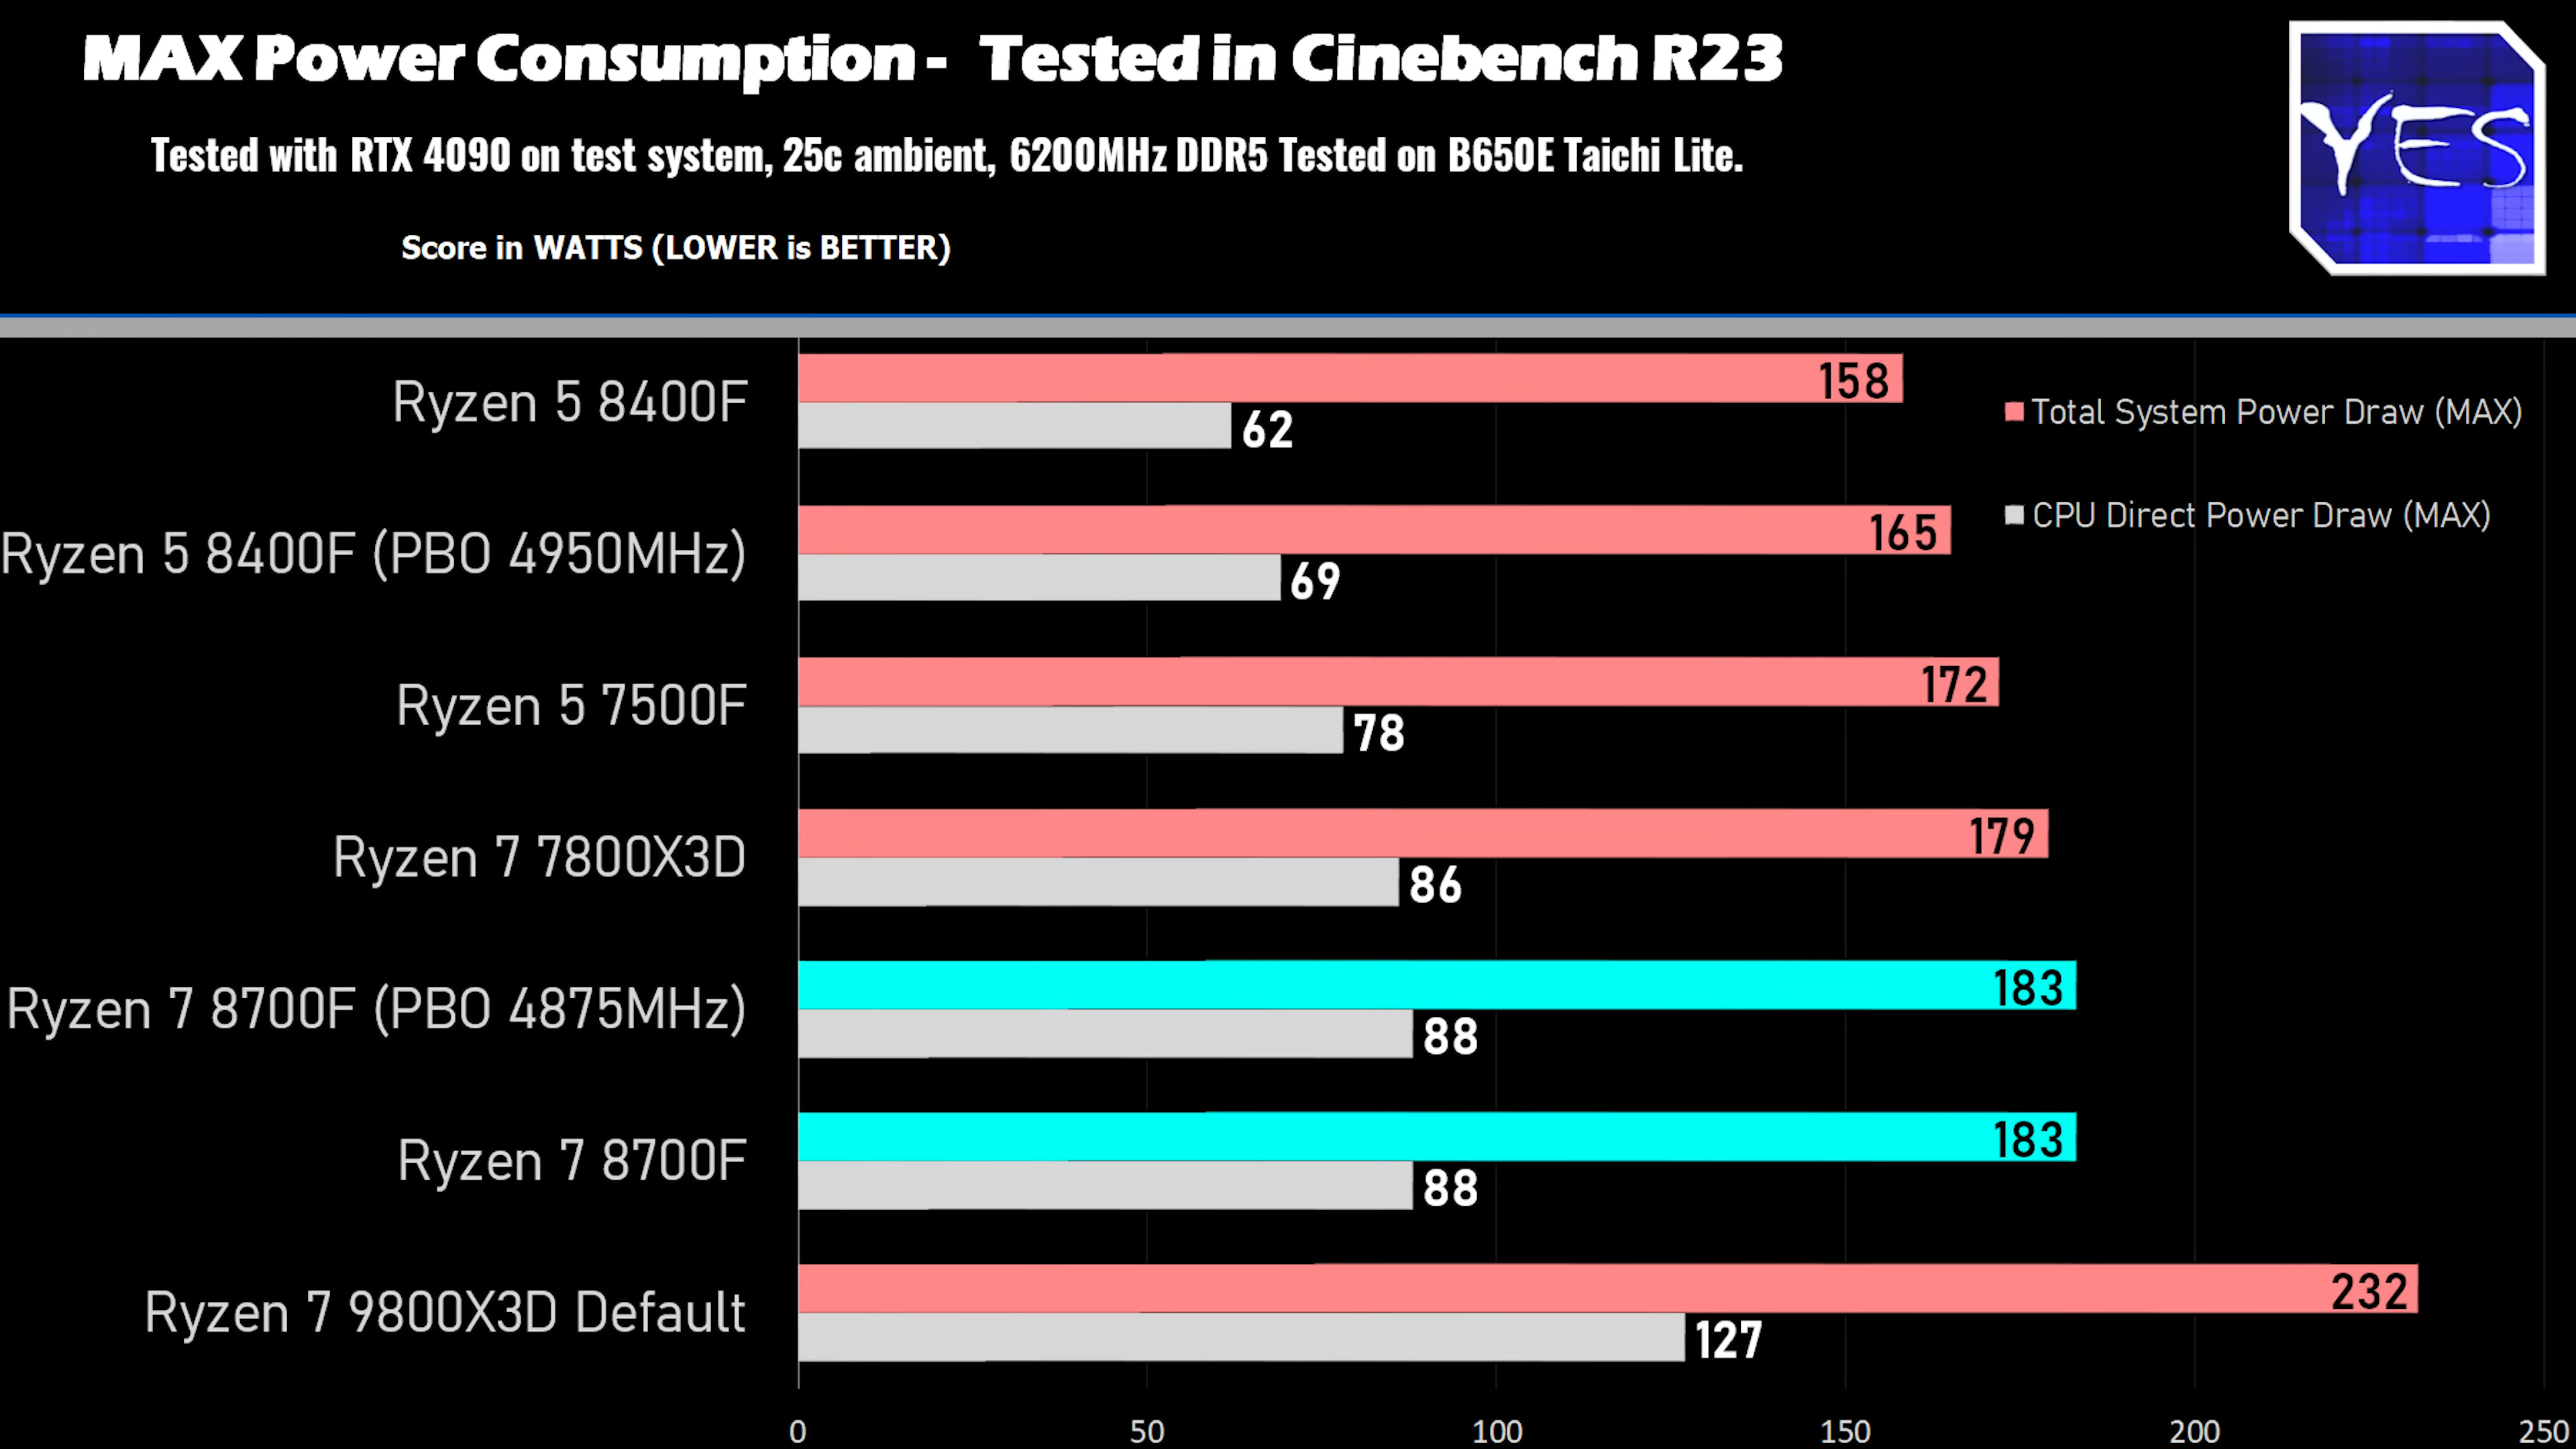 MAX Power Consumption - Tested in Cinebench R23
YES
Tested with RTX 4090 on test system, 25c ambient, 6200MHz DDR5 Tested on B650E Taichi Lite.
Score in WATTS (LOWER is BETTER)
Ryzen 5 8400F
158
62
Total System Power Draw (MAX)
CPU Direct Power Draw (MAX)
Ryzen 5 8400F (PBO 4950MHz)
165
69
Ryzen 5 7500F
172
78
Ryzen 7 7800X3D
179
86
Ryzen 7 8700F (PBO 4875MHz)
183
88
Ryzen 7 8700F
183
88
Ryzen 7 9800X3D Default
232
127
0 50 100 150 200 250